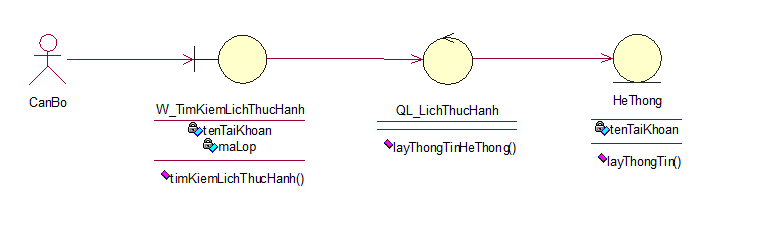 CanBo
W_TimKiemLichThucHanh
tenTaiKhoan
maLop
timKiemLichThucHanh()
QL_LichThucHanh
layThongTinHeThong()
HeThong
tenTaiKhoan
layThongTin()